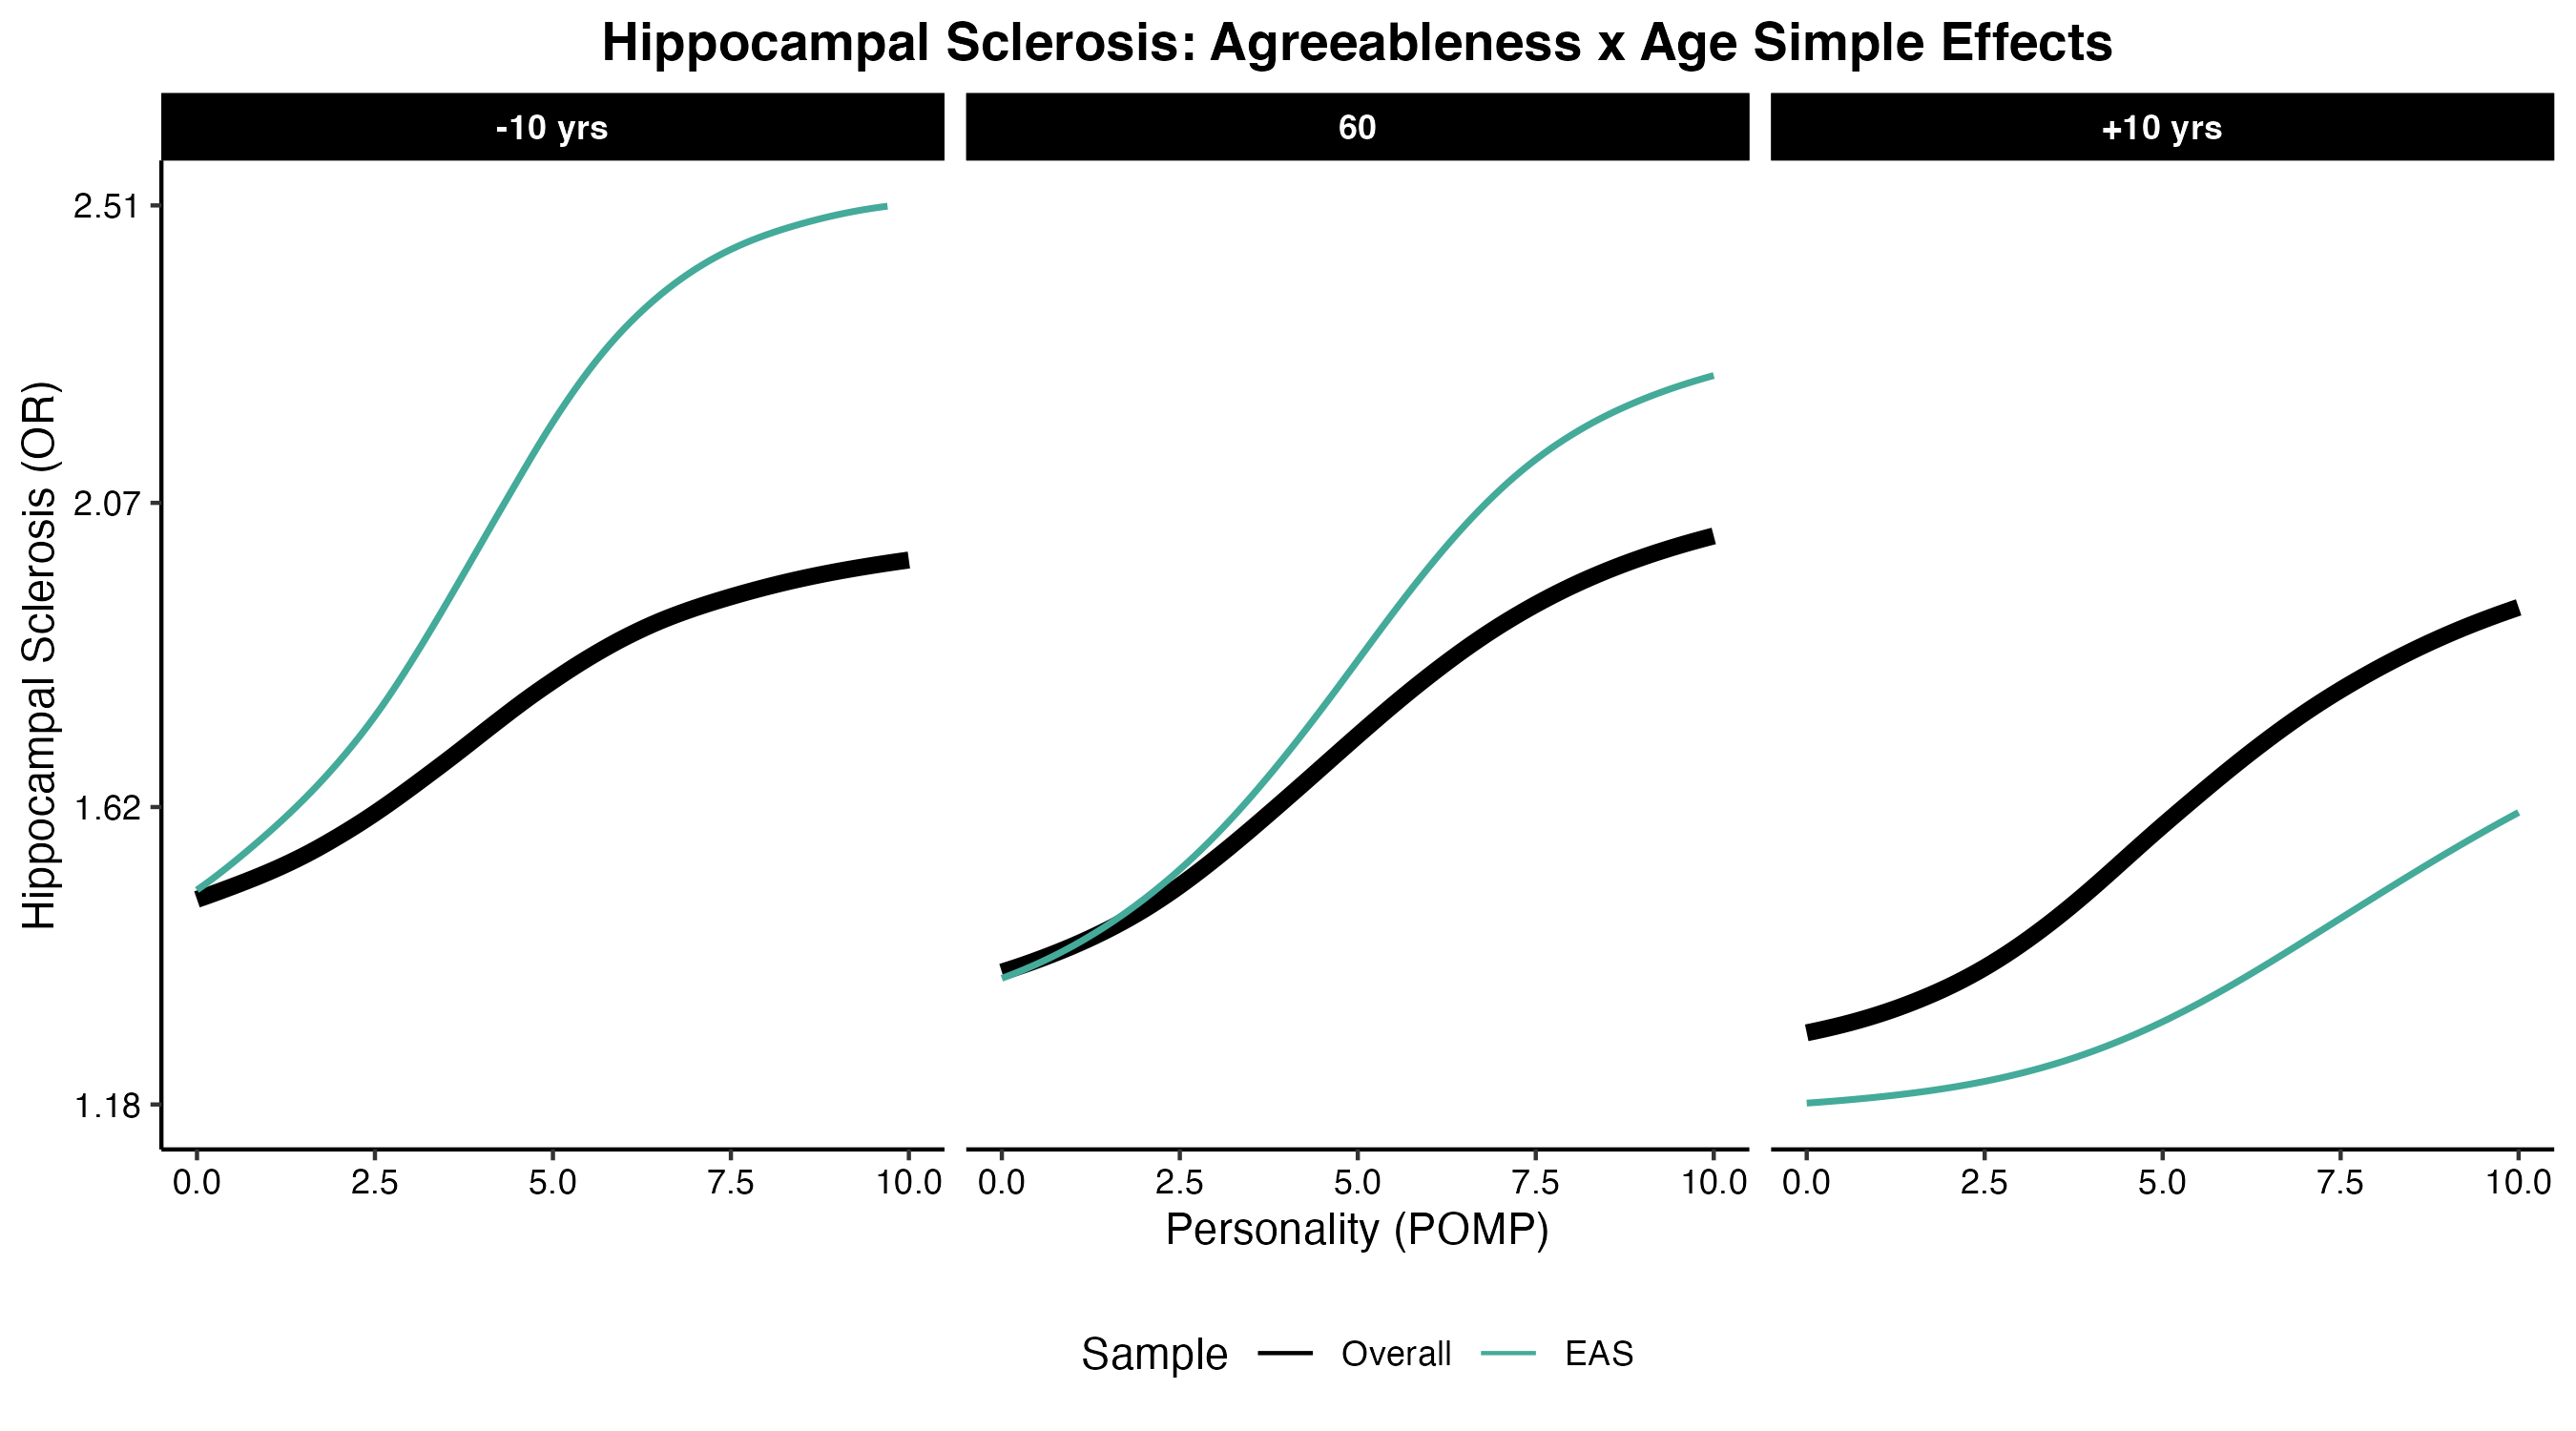 Hippocampal Sclerosis: Agreeableness x Age Simple Effects
-10 yrs 60 +10 yrs
Hippocampal Sclerosis (OR)
2.51
2.07
1.62
1.18
0.0 2.5 5.0 7.5 10.0 0.0 2.5 5.0 7.5 10.0 0.0 2.5 5.0 7.5 10.0
Personality (POMP)
Sample Overall EAS